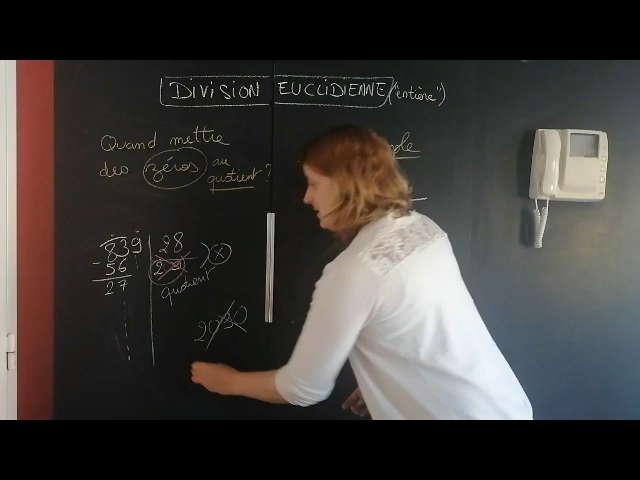 DIVISION EUCLIDIENNE ("entière")
Quand mettre
des zéros au
quotient ?
839 28
- 56
27
quotient